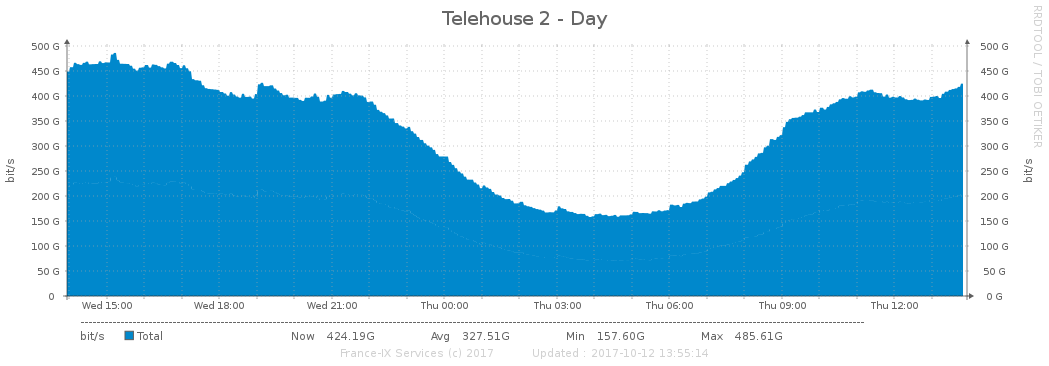 Telehouse 2 - Day
RRDTOOL / TOBI OETIKER
500 G 500 G
450 G 450 G
400 G 400 G
350 G 350 G
300 G 300 G
250 G 250 G
200 G 200 G
150 G 150 G
100 G 100 G
50 G 50 G
0 0 G
bit/s bit/s
Wed 15:00 Wed 18:00 Wed 21:00 Thu 00:00 Thu 03:00 Thu 06:00 Thu 09:00 Thu 12:00
bit/s Total Now 424.19G Avg 327.51G Min 157.60G Max 485.61G
France-IX Services (c) 2017 Updated : 2017-10-12 13:55:14